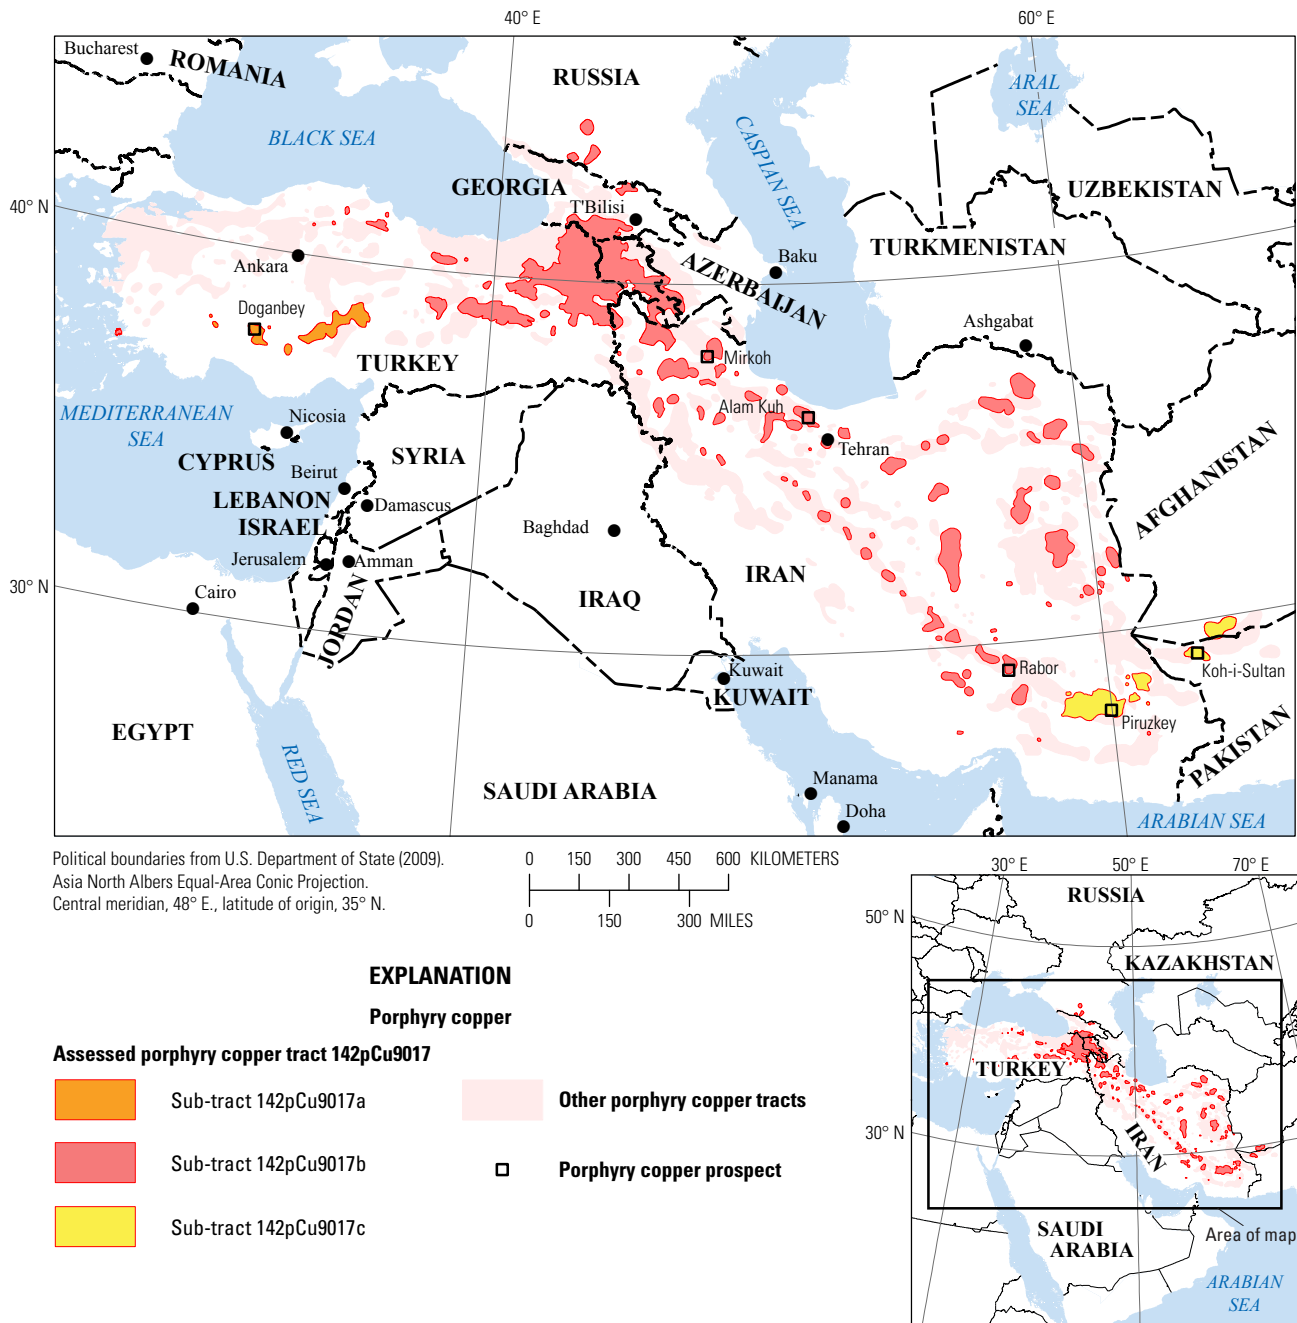 40° E
60° E
Bucharest
ROMANIA
RUSSIA
ARAL
SEA
BLACK SEA
CASPIAN SEA
GEORGIA
T'Bilisi
UZBEKISTAN
40° N
TURKMENISTAN
Ankara
AZERBAIJAN
Baku
Doganbey
Ashgabat
TURKEY
Mirkoh
MEDITERRANEAN
SEA
Nicosia
Alam Kuh
CYPRUS
SYRIA
Tehran
AFGHANISTAN
Beirut
LEBANON
Damascus
ISRAEL
Baghdad
Jerusalem
Amman
IRAN
30° N
Cairo
JORDAN
IRAQ
Kuwait
Rabor
Koh-i-Sultan
KUWAIT
EGYPT
Piruzkey
PAKISTAN
RED SEA
SAUDI ARABIA
Manama
Doha
ARABIAN SEA
Political boundaries from U.S. Department of State (2009).
Asia North Albers Equal-Area Conic Projection.
Central meridian, 48° E., latitude of origin, 35° N.
0 150 300 450 600 KILOMETERS
0 150 300 MILES
EXPLANATION
Porphyry copper
Assessed porphyry copper tract 142pCu9017
Sub-tract 142pCu9017a
Other porphyry copper tracts
Sub-tract 142pCu9017b
Porphyry copper prospect
Sub-tract 142pCu9017c
30° E
50° E
70° E
RUSSIA
50° N
KAZAKHSTAN
TURKEY
30° N
IRAN
SAUDI
ARABIA
Area of map
ARABIAN
SEA